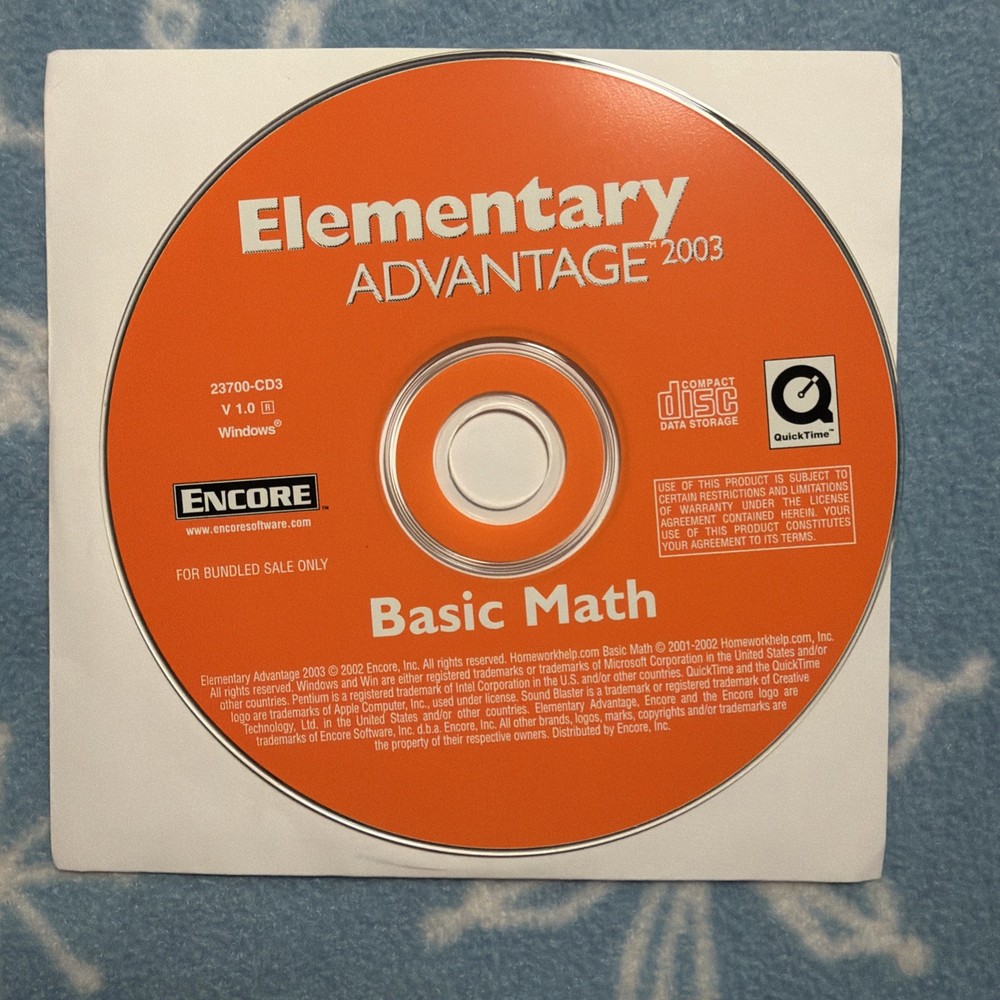 Elementary
ADVANTAGE™ 2003
23700-CD3
V 1.0 R
Windows®
ENCORE™
www.encoresoftware.com
FOR BUNDLED SALE ONLY
COMPACT
disc
DATA STORAGE
QuickTime™
USE OF THIS PRODUCT IS SUBJECT TO
CERTAIN RESTRICTIONS AND LIMITATIONS
OF WARRANTY UNDER THE LICENSE
AGREEMENT CONTAINED HEREIN. YOUR
USE OF THIS PRODUCT CONSTITUTES
YOUR AGREEMENT TO ITS TERMS.
Basic Math
Elementary Advantage 2003 © 2002 Encore, Inc. All rights reserved. Homeworkhelp.com Basic Math © 2001-2002 Homeworkhelp.com, Inc.
All rights reserved. Windows and Win are either registered trademarks or trademarks of Microsoft Corporation in the United States and/or
other countries. Pentium is a registered trademark of Intel Corporation in the U.S. and/or other countries. QuickTime and the QuickTime
logo are trademarks of Apple Computer, Inc., used under license. Sound Blaster is a trademark or registered trademark of Creative
Technology, Ltd. in the United States and/or other countries. Elementary Advantage, Encore and the Encore logo are
trademarks of Encore Software, Inc. d.b.a. Encore, Inc. All other brands, logos, marks, copyrights and/or trademarks are
the property of their respective owners. Distributed by Encore, Inc.